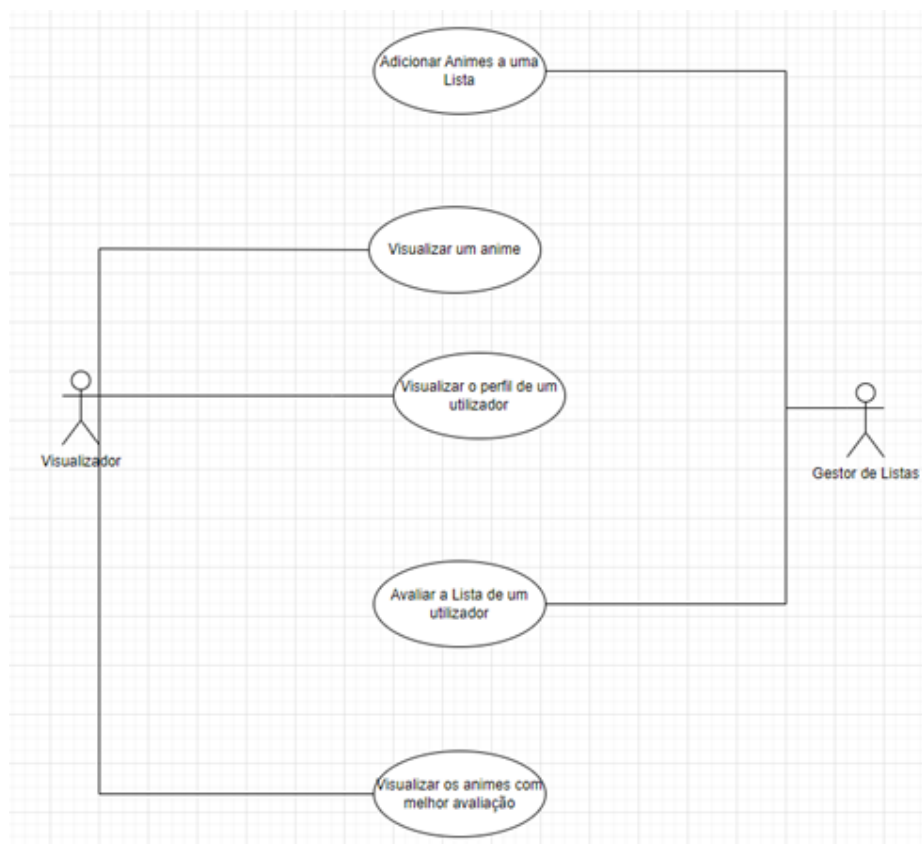 Adicionar Animes a uma
Lista
Visualizar um anime
Visualizar o perfil de um
utilizador
Visualizador
Gestor de Listas
Avaliar a Lista de um
utilizador
Visualizar os animes com
melhor avaliação